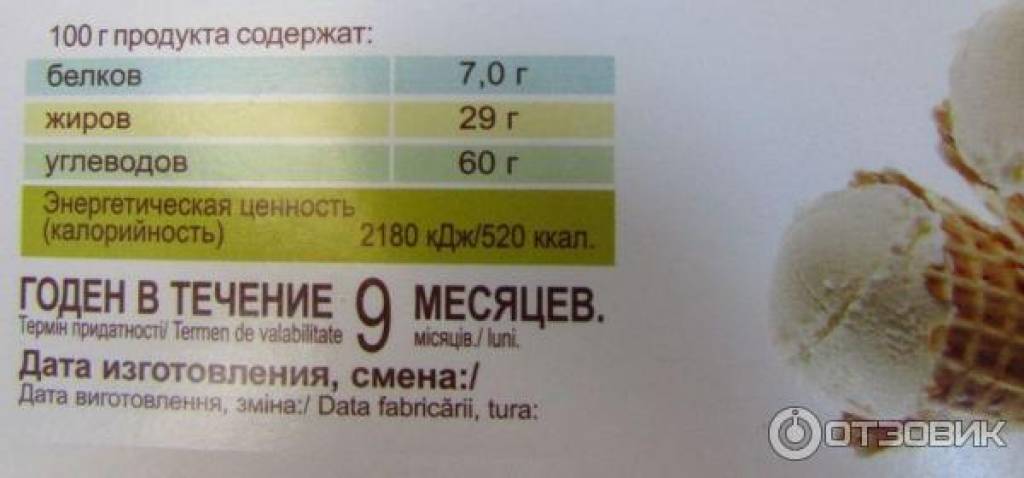 100 г продукта содержат:
белков 7,0 г
жиров 29 г
углеводов 60 г
Энергетическая ценность
(калорийность) 2180 кДж/520 ккал.
ГОДЕН В ТЕЧЕНИЕ 9 МЕСЯЦЕВ.
Термін придатності/ Termen de valabilitate місяців./ luni.
Дата изготовления, смена:/
Дата виготовлення, зміна:/ Data fabricării, tura:
ОТЗОВИК